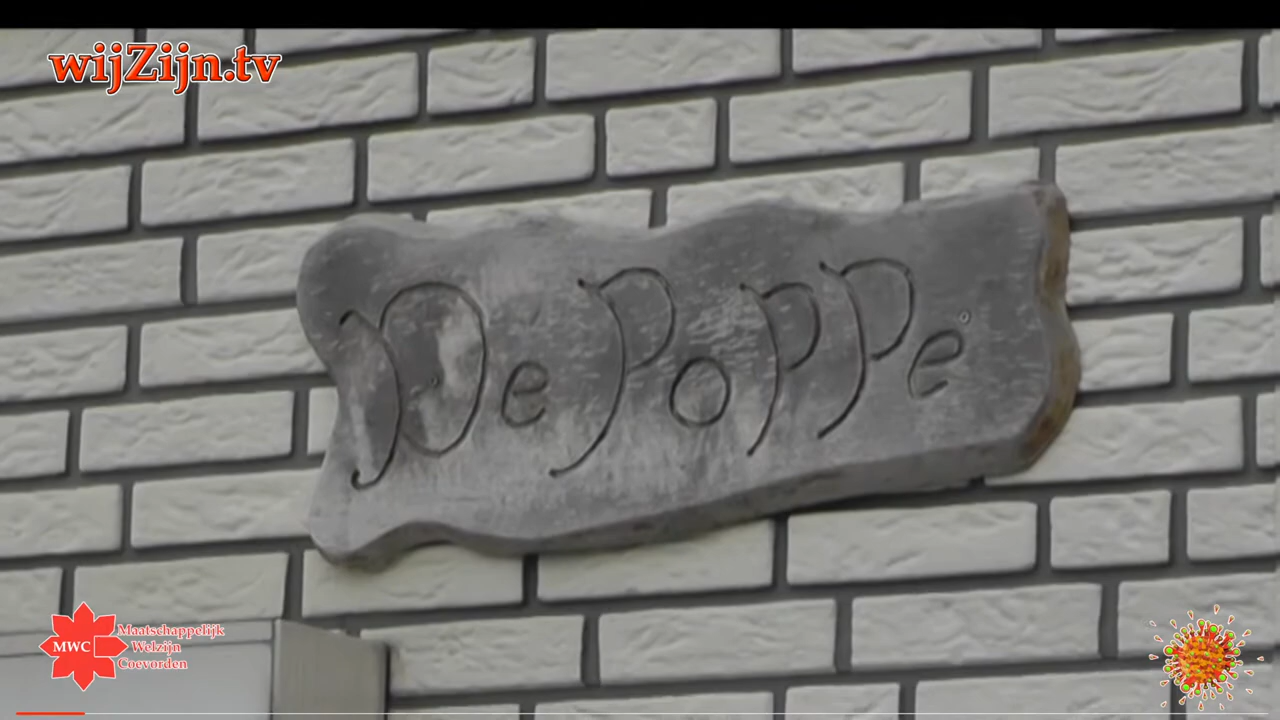 wijZijn.tv
De Poppe
MWC
Maatschappelijk
Welzijn
Coevorden